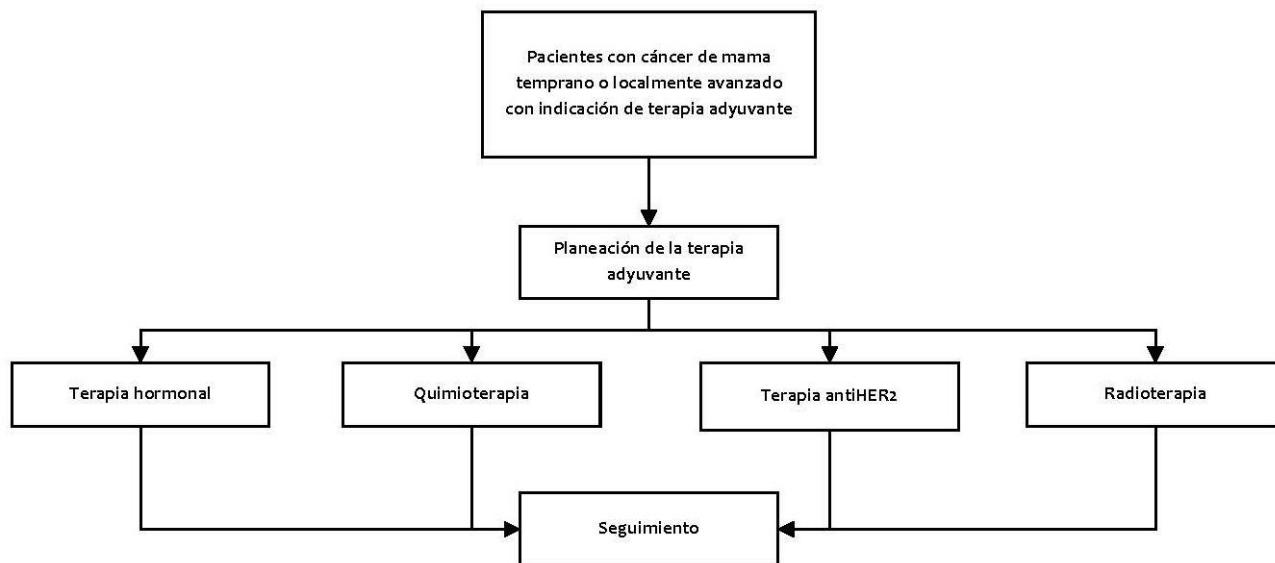 Pacientes con cáncer de mama
temprano o localmente avanzado
con indicación de terapia adyuvante
Planeación de la terapia
adyuvante
Terapia hormonal
Quimioterapia
Terapia antiHER2
Radioterapia
Seguimiento